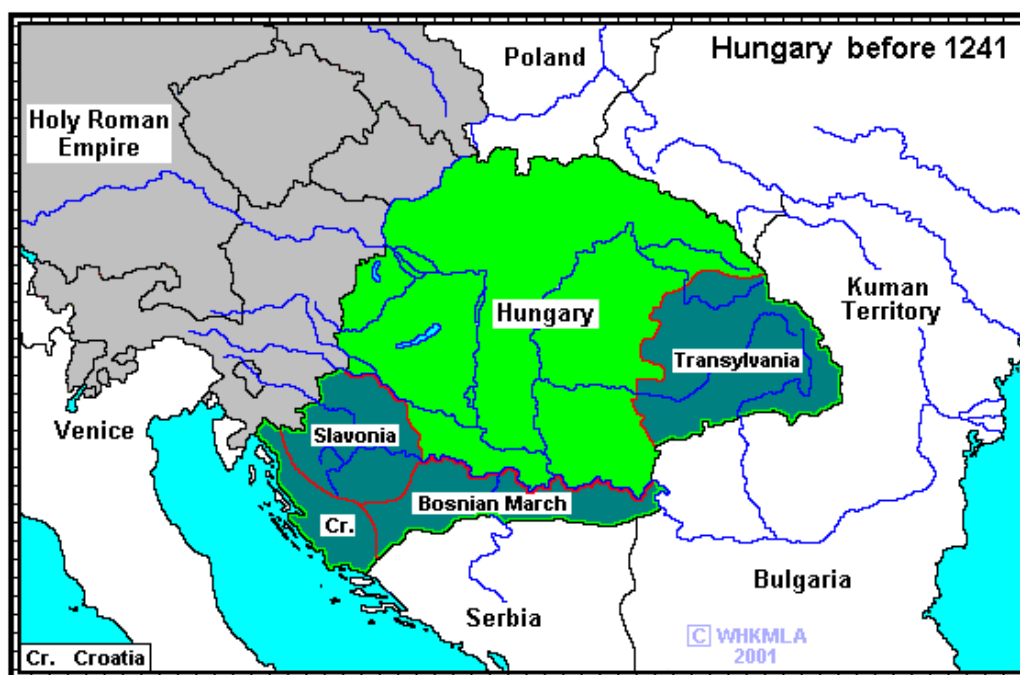 Hungary before 1241
Poland
Holy Roman
Empire
Kuman
Territory
Hungary
Transylvania
Venice
Slavonia
Bosnian March
Cr.
Bulgaria
Serbia
C WHKMLA
2001
Cr. Croatia